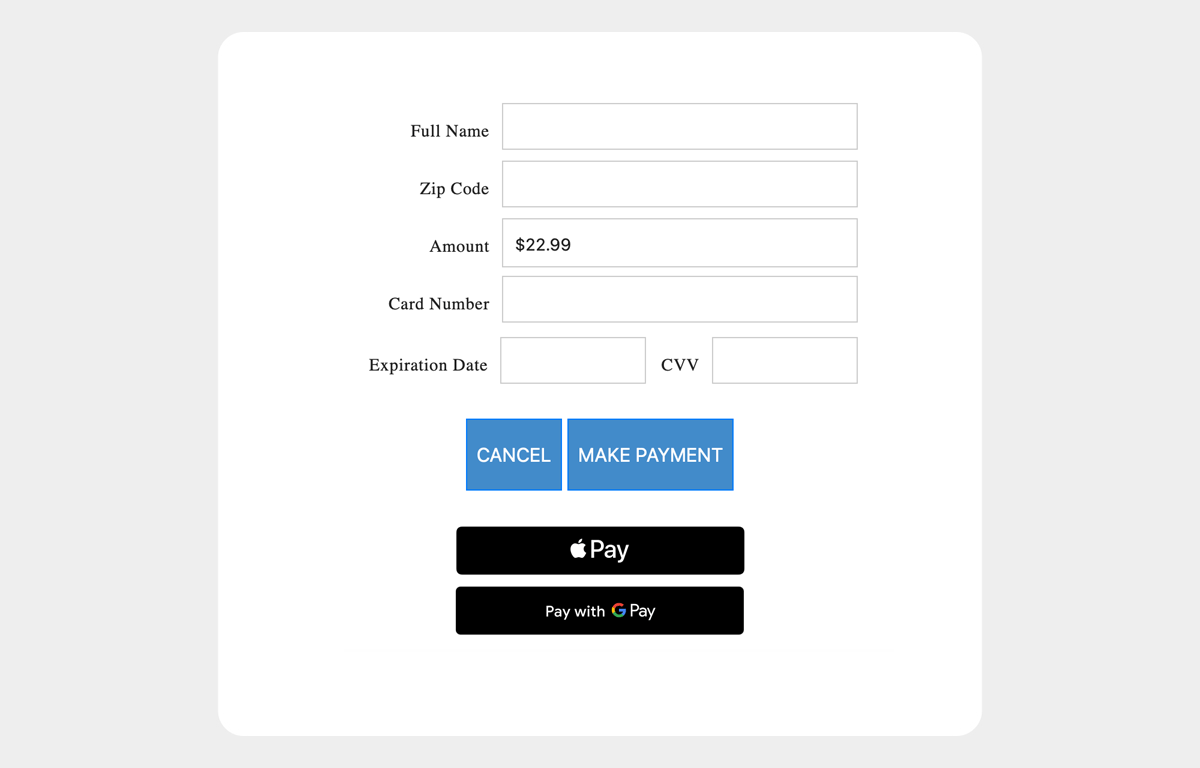 Full Name
Zip Code
Amount $22.99
Card Number
Expiration Date CVV
CANCEL MAKE PAYMENT
Pay
Pay with G Pay